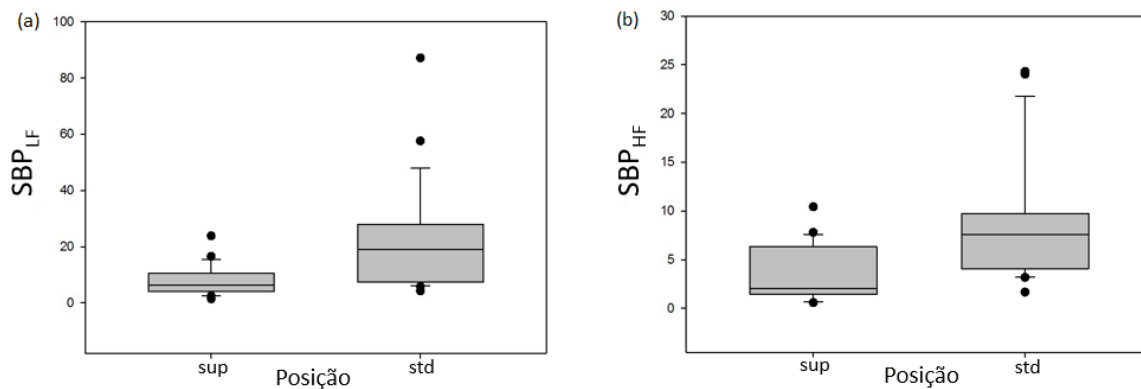 (a)
100
80
60
40
20
0
SBP_LF
sup
std
Posição
(b)
30
25
20
15
10
5
0
SBP_HF
sup
std
Posição